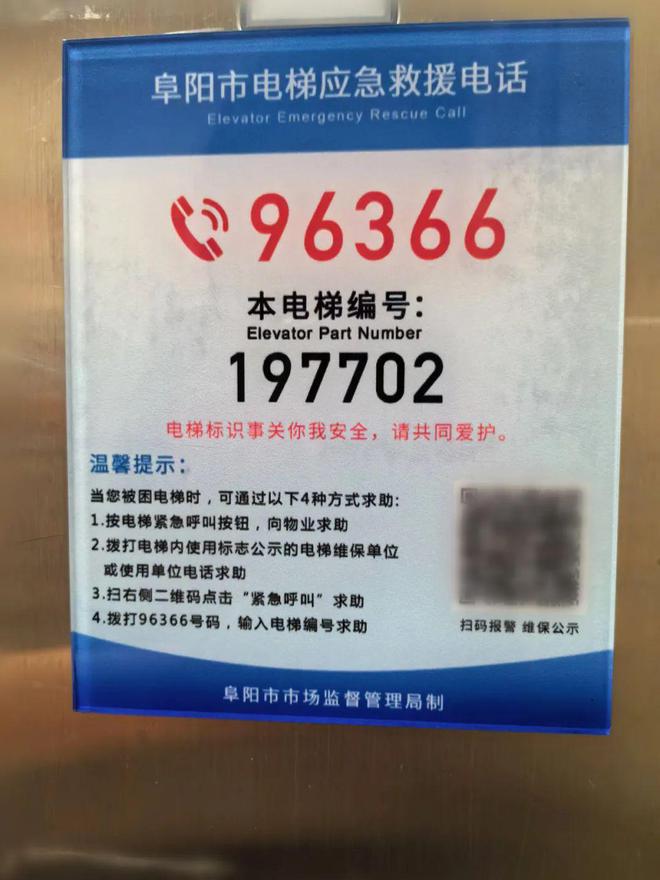 阜阳市电梯应急救援电话
Elevator Emergency Rescue Call
96366
本电梯编号：
Elevator Part Number
197702
电梯标识事关你我安全，请共同爱护。
温馨提示：
当您被困电梯时，可通过以下4种方式求助：
1.按电梯紧急呼叫按钮，向物业求助
2.拨打电梯内使用标志公示的电梯维保单位
或使用单位电话求助
3.扫右侧二维码点击“紧急呼叫”求助
4.拨打96366号码，输入电梯编号求助
扫码报警 维保公示
阜阳市市场监督管理局制